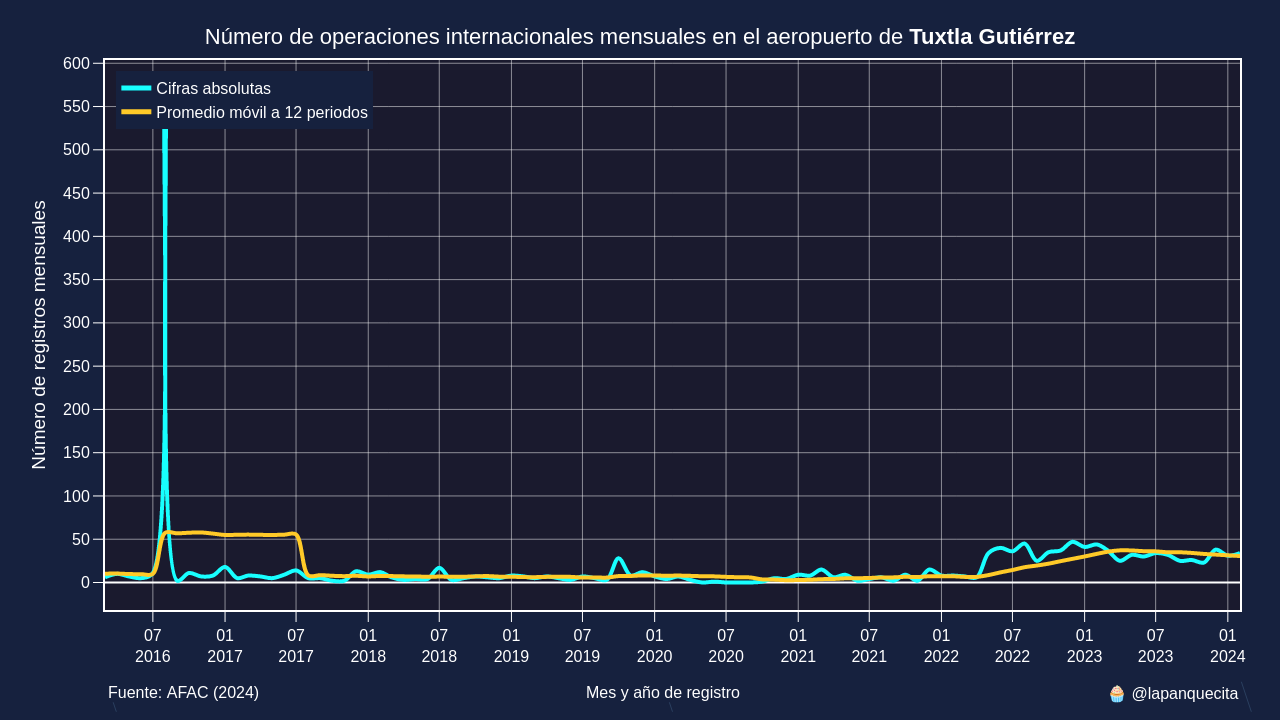 Número de operaciones internacionales mensuales en el aeropuerto de Tuxtla Gutiérrez
Cifras absolutas
Promedio móvil a 12 periodos
Número de registros mensuales
600
550
500
450
400
350
300
250
200
150
100
50
0
07 01 07 01 07 01 07 01 07 01 07 01 07 01 07 01
2016 2017 2017 2018 2018 2019 2019 2020 2020 2021 2021 2022 2022 2023 2023 2024
Fuente: AFAC (2024) Mes y año de registro 🧁 @lapanquecita